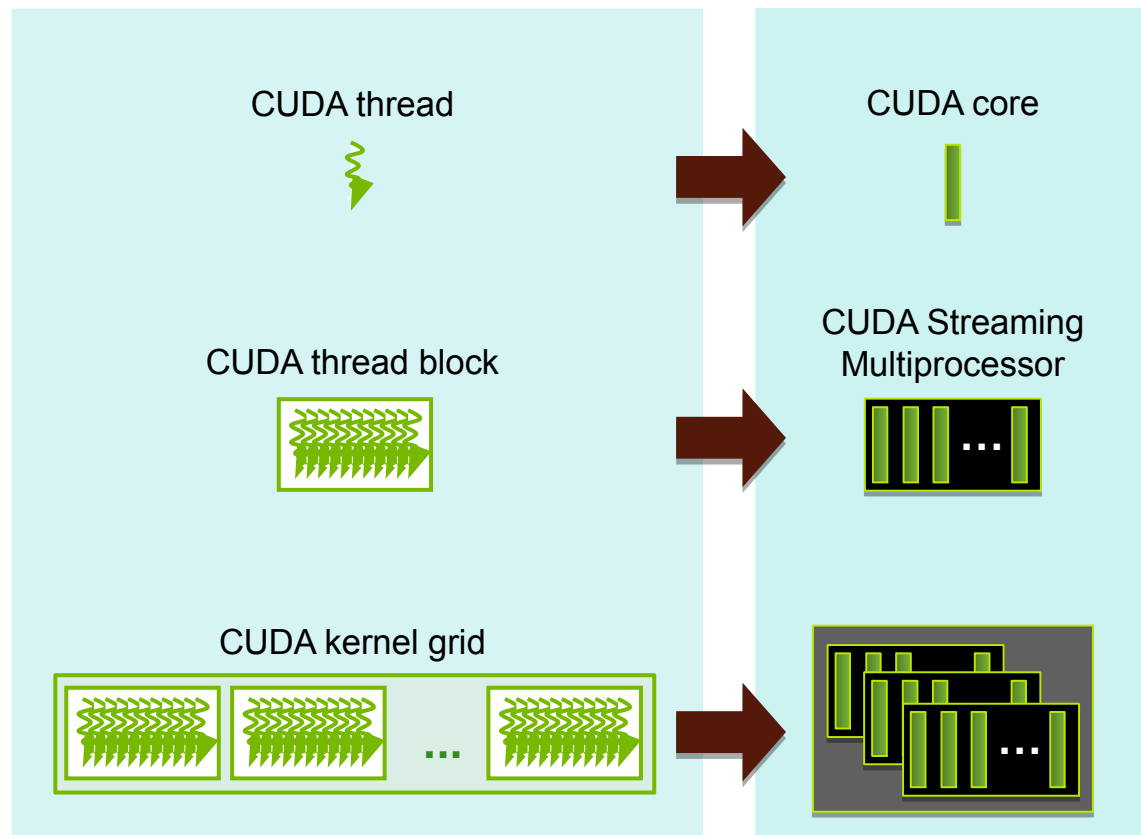 CUDA thread
CUDA core
CUDA thread block
CUDA Streaming
Multiprocessor
...
CUDA kernel grid
...
...